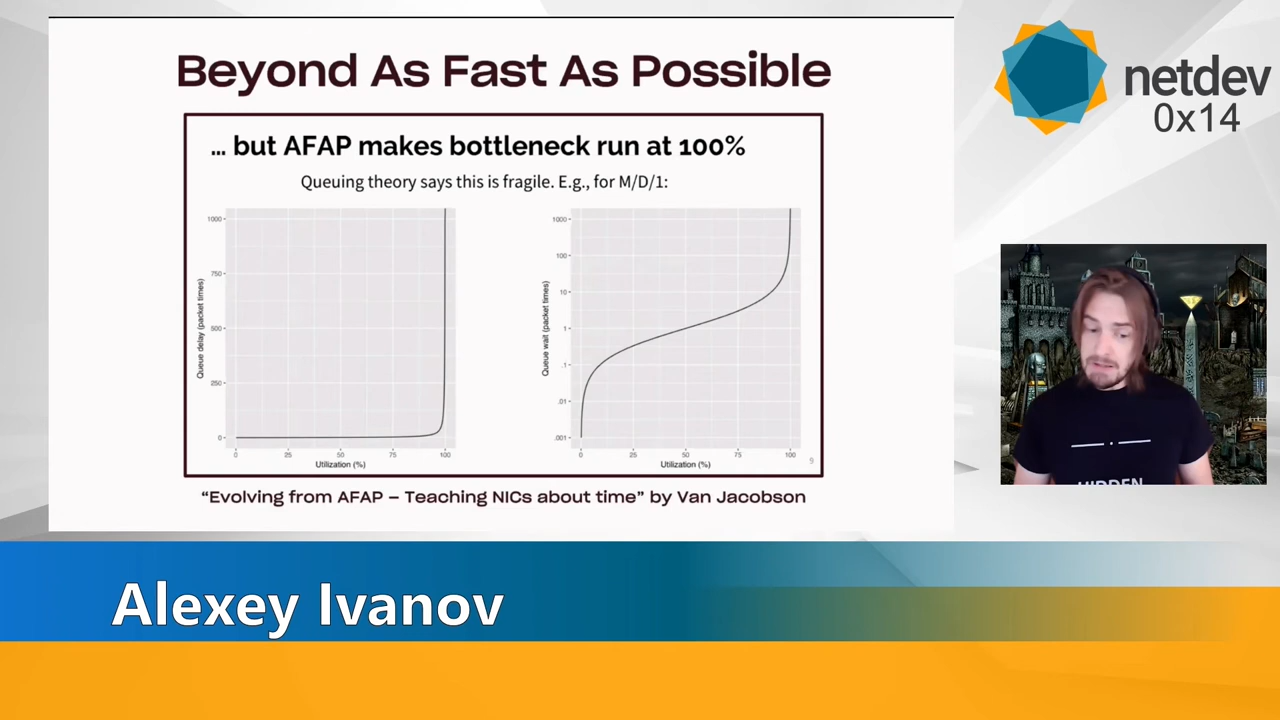 Beyond As Fast As Possible
... but AFAP makes bottleneck run at 100%
Queuing theory says this is fragile. E.g., for M/D/1:
Queue delay (packet times)
1000
750
500
250
0
0 25 50 75 100
Utilization (%)
Queue wait (packet times)
1000
100
10
1
.1
.01
.001
0 25 50 75 100
Utilization (%)
9
“Evolving from AFAP – Teaching NICs about time” by Van Jacobson
netdev
0x14
HIDDEN
Alexey Ivanov